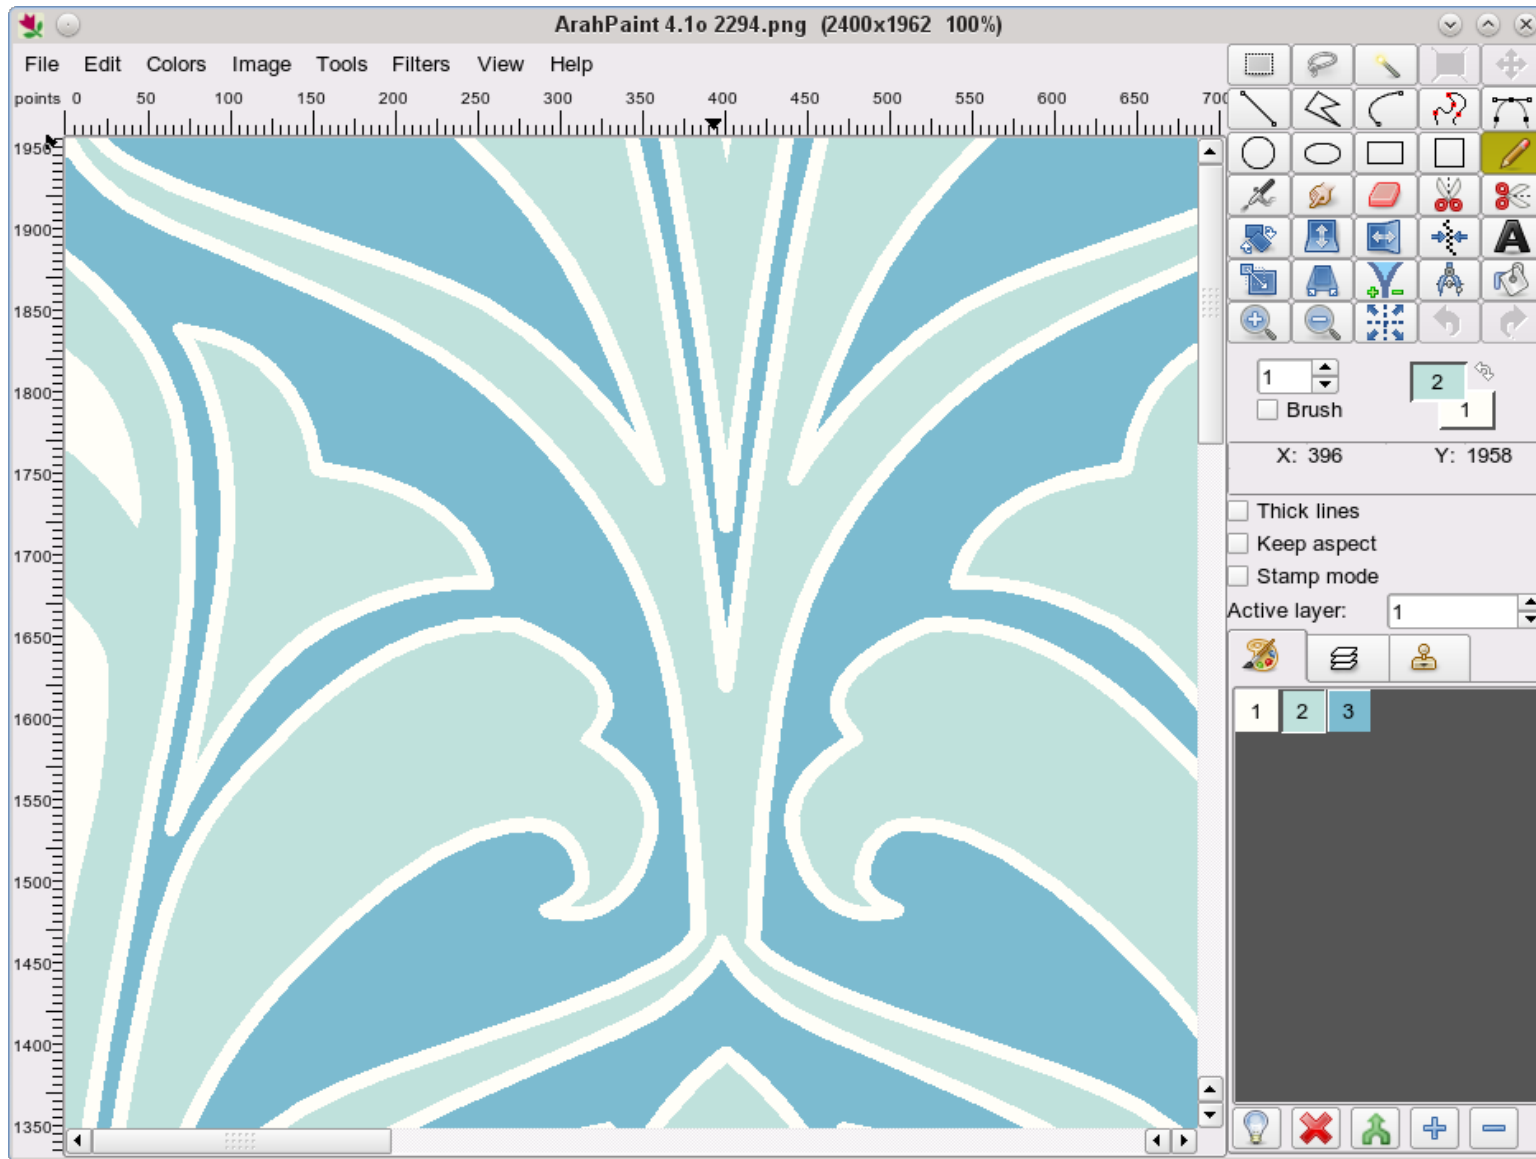 ArahPaint 4.1o 2294.png (2400x1962 100%)
File Edit Colors Image Tools Filters View Help
points 0 50 100 150 200 250 300 350 400 450 500 550 600 650 700
1950
1900
1850
1800
1750
1700
1650
1600
1550
1500
1450
1400
1350
A
1
2
1
Brush
X: 396 Y: 1958
Thick lines
Keep aspect
Stamp mode
Active layer: 1
1 2 3